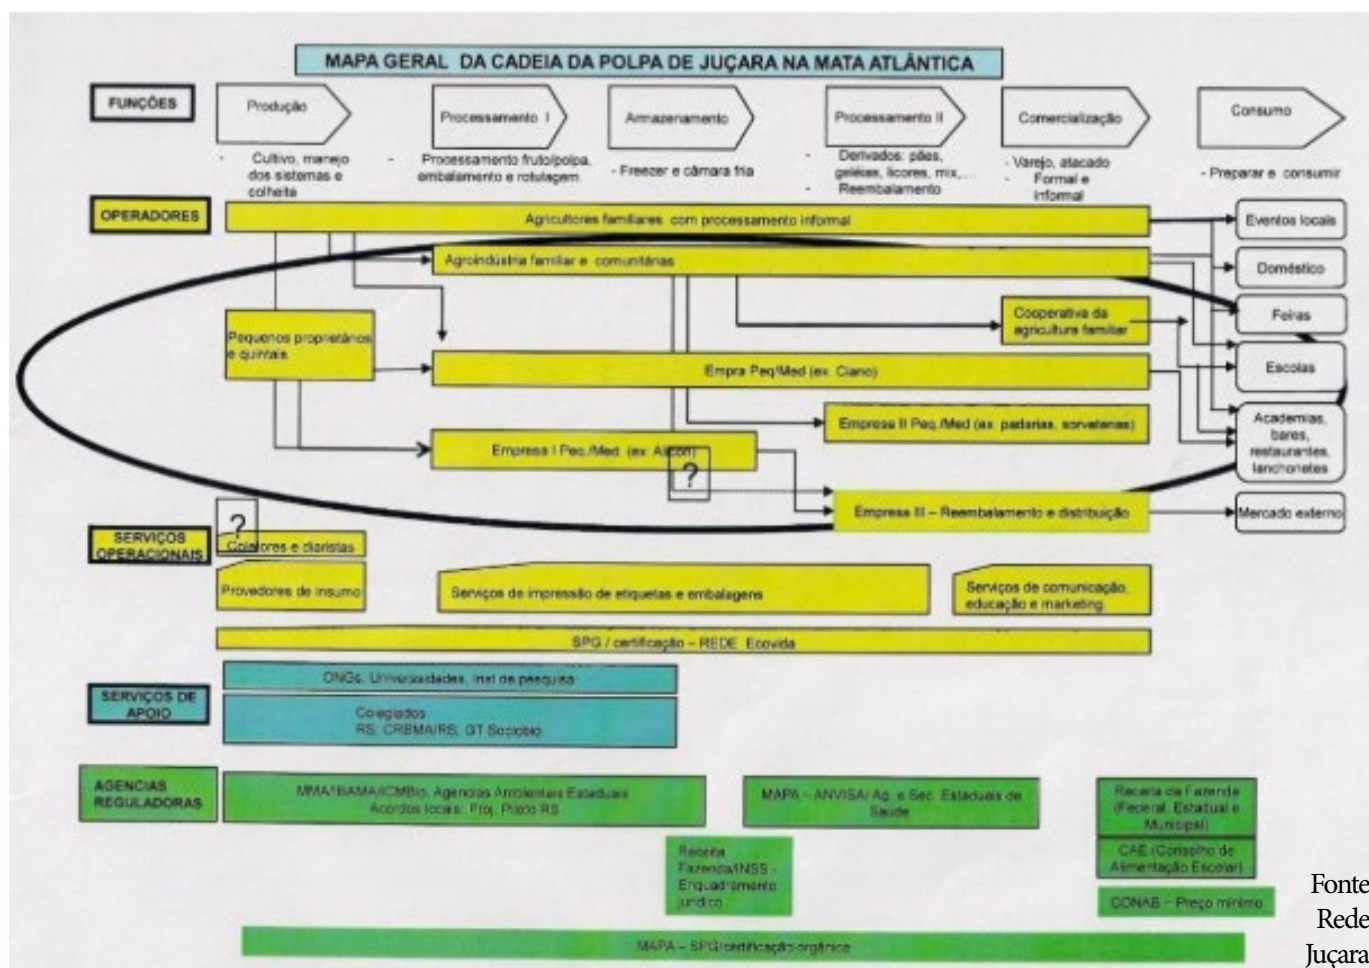 MAPA GERAL DA CADEIA DA POLPA DE JUÇARA NA MATA ATLÂNTICA
FUNÇÕES
Produção
Processamento I
Armazenamento
Processamento II
Comercialização
Consumo
- Cultivo, manejo
dos sistemas e
colheita
- Processamento fruto/polpa,
embalamento e rotulagem.
- Freezer e câmara fria
- Derivados: pães,
geléias, licores, mix,...
- Reembalamento
- Varejo, atacado
- Formal e
informal
- Preparar e consumir
OPERADORES
Agricultores familiares com processamento informal
Eventos locais
Agroindústria familiar e comunitárias
Doméstico
Cooperativa da
agricultura familiar
Feiras
Pequenos proprietários
e quintais
Empra Peq/Med (ex. Ciano)
Escolas
Empresa II Peq./Med (ex. padarias, sorveterias)
Academias,
bares,
restaurantes,
lanchonetes
Empresa I Peq./Med (ex.
?
Empresa III – Reembalamento e distribuição
Mercado externo
SERVIÇOS
OPERACIONAIS
?
Coletores e diaristas
Provedores de insumo
Serviços de impressão de etiquetas e embalagens
Serviços de comunicação,
educação e marketing
SPG / certificação – REDE Ecovida
SERVIÇOS DE
APOIO
ONGs, Universidades, Inst de pesquisa
Colegiados
RS: CRBMA/RS, GT Sociobio
AGENCIAS
REGULADORAS
MMA/IBAMA/ICMBio, Agencias Ambientais Estaduais
Acordos locais: Proj. Piloto RS
MAPA – ANVISA/ Ag. e Sec. Estaduais de
Saúde
Receita da Fazende
(Federal, Estadual e
Municipal)
Receita
Fazenda/INSS -
Enquadramento
jurídico
CAE (Conselho de
Alimentação Escolar)
CONAB – Preço mínimo
MAPA – SPG/certificação orgânica
Fonte
Rede
Juçara